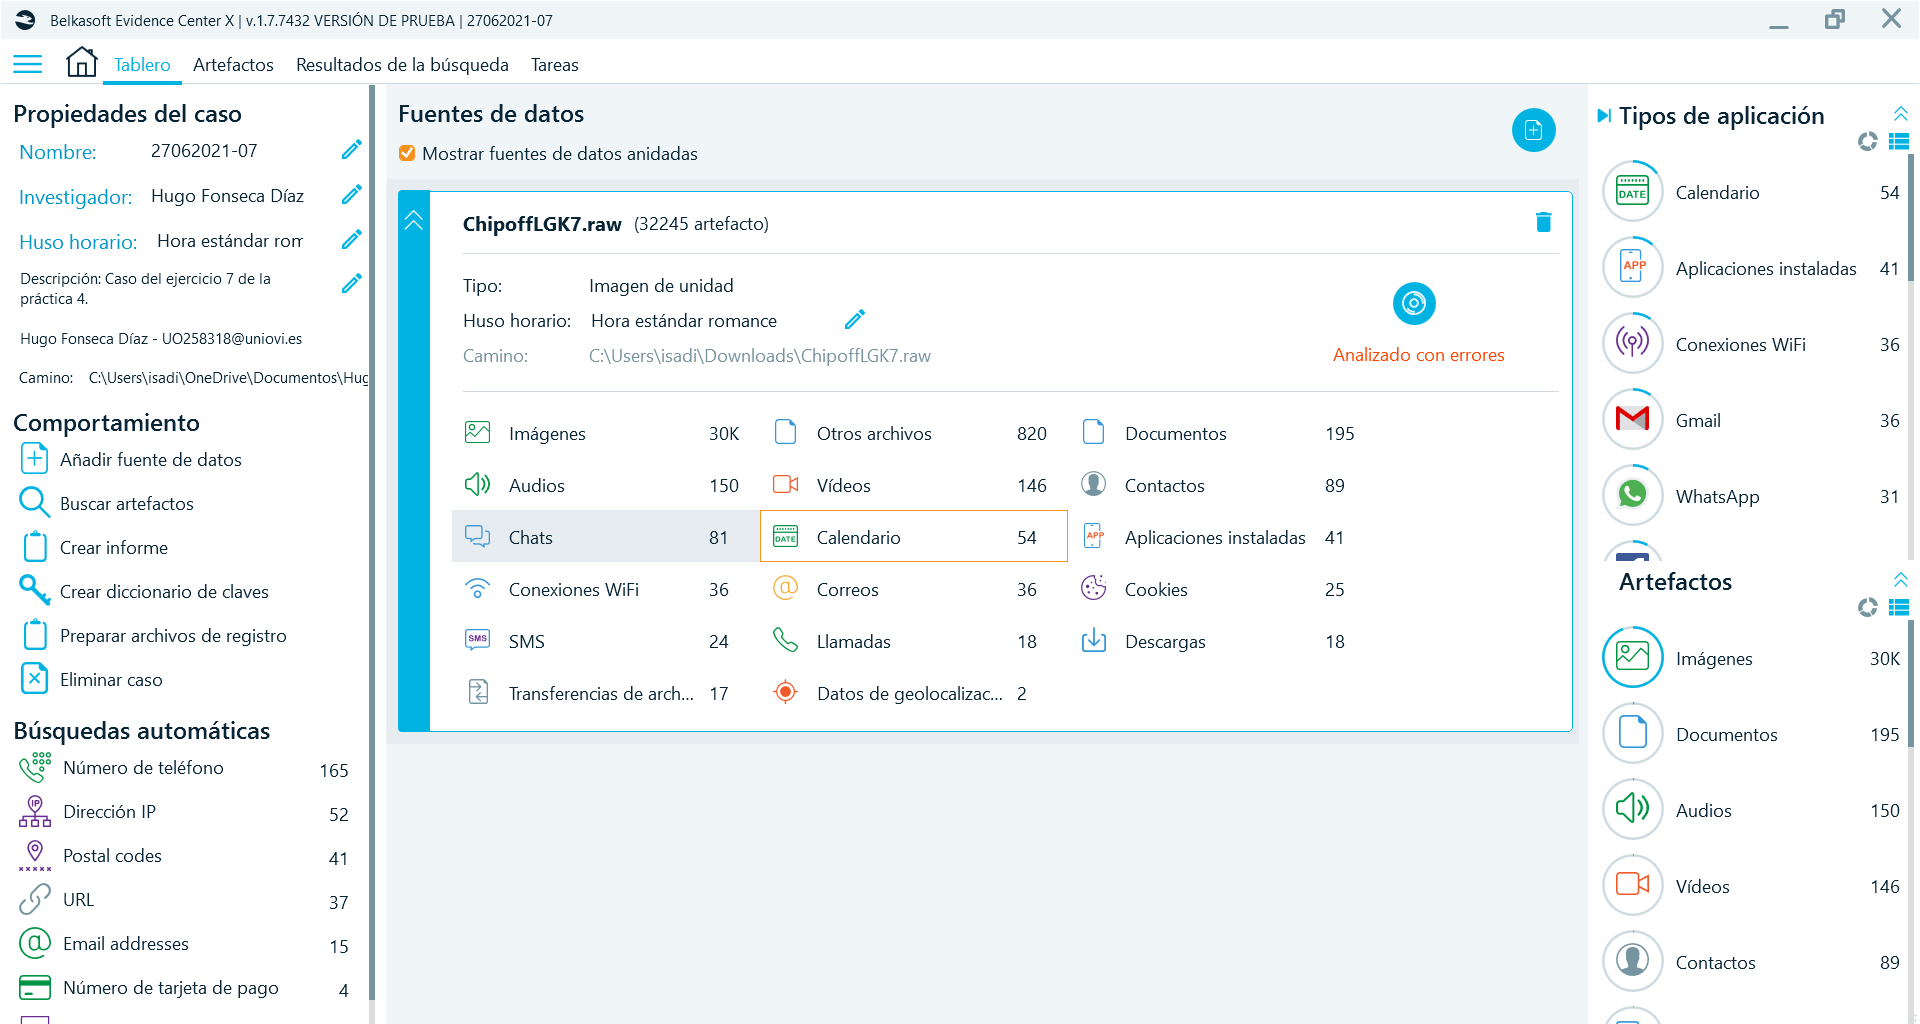 Belkasoft Evidence Center X | v.1.7.7432 VERSIÓN DE PRUEBA | 27062021-07
Tablero Artefactos Resultados de la búsqueda Tareas
Propiedades del caso
Nombre: 27062021-07
Investigador: Hugo Fonseca Díaz
Huso horario: Hora estándar rom
Descripción: Caso del ejercicio 7 de la
práctica 4.
Hugo Fonseca Díaz - UO258318@uniovi.es
Camino: C:\Users\isadi\OneDrive\Documentos\Hug
Comportamiento
Añadir fuente de datos
Buscar artefactos
Crear informe
Crear diccionario de claves
Preparar archivos de registro
Eliminar caso
Búsquedas automáticas
Número de teléfono 165
IP
Dirección IP 52
Postal codes 41
URL 37
Email addresses 15
Número de tarjeta de pago 4
Fuentes de datos
Mostrar fuentes de datos anidadas
ChipoffLGK7.raw (32245 artefacto)
Tipo: Imagen de unidad
Huso horario: Hora estándar romance
Camino: C:\Users\isadi\Downloads\ChipoffLGK7.raw
Analizado con errores
Imágenes 30K Otros archivos 820 Documentos 195
Audios 150 Vídeos 146 Contactos 89
Chats 81 DATE Calendario 54 APP Aplicaciones instaladas 41
Conexiones WiFi 36 Correos 36 Cookies 25
SMS SMS 24 Llamadas 18 Descargas 18
Transferencias de arch... 17 Datos de geolocalizac... 2
Tipos de aplicación
DATE Calendario 54
APP Aplicaciones instaladas 41
Conexiones WiFi 36
Gmail 36
WhatsApp 31
Artefactos
Imágenes 30K
Documentos 195
Audios 150
Vídeos 146
Contactos 89